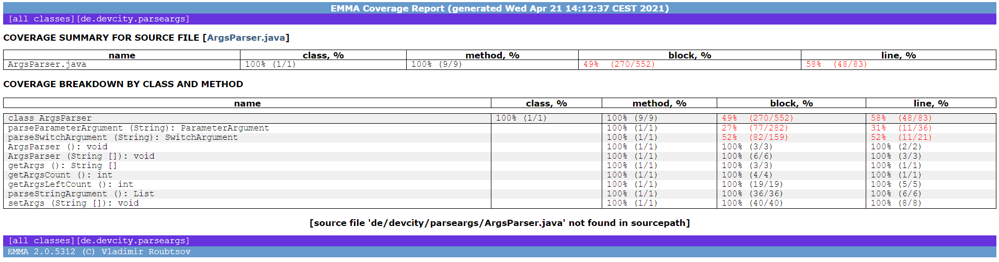 EMMA Coverage Report (generated Wed Apr 21 14:12:37 CEST 2021)
[all classes][de.devcity.parseargs]
COVERAGE SUMMARY FOR SOURCE FILE [ArgsParser.java]
name class, % method, % block, % line, %
ArgsParser.java 100% (1/1) 100% (9/9) 49% (270/552) 58% (48/83)
COVERAGE BREAKDOWN BY CLASS AND METHOD
name class, % method, % block, % line, %
class ArgsParser 100% (1/1) 100% (9/9) 49% (270/552) 58% (48/83)
parseParameterArgument (String): ParameterArgument 100% (1/1) 27% (77/282) 31% (11/36)
parseSwitchArgument (String): SwitchArgument 100% (1/1) 52% (82/159) 52% (11/21)
ArgsParser (): void 100% (1/1) 100% (3/3) 100% (2/2)
ArgsParser (String []): void 100% (1/1) 100% (6/6) 100% (3/3)
getArgs (): String [] 100% (1/1) 100% (3/3) 100% (1/1)
getArgsCount (): int 100% (1/1) 100% (4/4) 100% (1/1)
getArgsLeftCount (): int 100% (1/1) 100% (19/19) 100% (5/5)
parseStringArgument (): List 100% (1/1) 100% (36/36) 100% (6/6)
setArgs (String []): void 100% (1/1) 100% (40/40) 100% (8/8)
[source file 'de/devcity/parseargs/ArgsParser.java' not found in sourcepath]
[all classes][de.devcity.parseargs]
EMMA 2.0.5312 (C) Vladimir Roubtsov